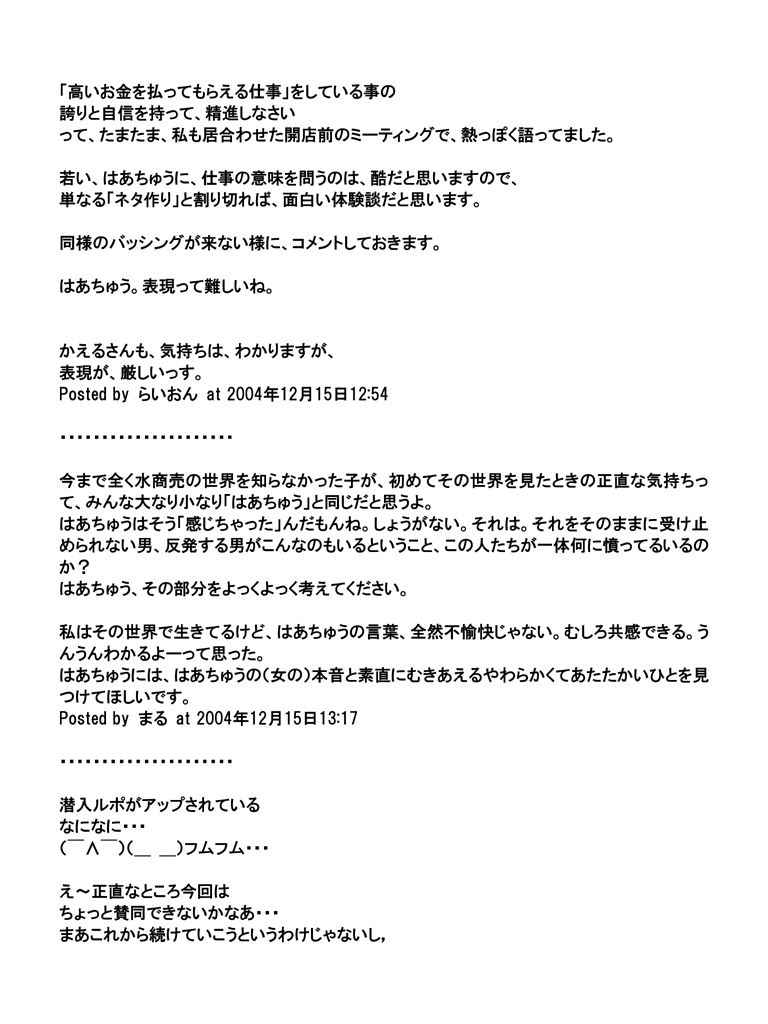 「高いお金を払ってもらえる仕事」をしている事の
誇りと自信を持って、精進しなさい
って、たまたま、私も居合わせた開店前のミーティングで、熱っぽく語ってました。
若い、はあちゅうに、仕事の意味を問うのは、酷だと思いますので、
単なる「ネタ作り」と割り切れば、面白い体験談だと思います。
同様のバッシングが来ない様に、コメントしておきます。
はあちゅう。表現って難しいね。
かえるさんも、気持ちは、わかりますが、
表現が、厳しいっす。
Posted by らいおん at 2004年12月15日12:54
・・・・・・・・・・・・・・・・・・・・・
今まで全く水商売の世界を知らなかった子が、初めてその世界を見たときの正直な気持ちっ
て、みんな大なり小なり「はあちゅう」と同じだと思うよ。
はあちゅうはそう「感じちゃった」んだもんね。しょうがない。それは。それをそのままに受け止
められない男、反発する男がこんなのもいるということ、この人たちが一体何に憤ってるいるの
か？
はあちゅう、その部分をよっくよっく考えてください。
私はその世界で生きてるけど、はあちゅうの言葉、全然不愉快じゃない。むしろ共感できる。う
んうんわかるよーって思った。
はあちゅうには、はあちゅうの（女の）本音と素直にむきあえるやわらかくてあたたかいひとを見
つけてほしいです。
Posted by まる at 2004年12月15日13:17
・・・・・・・・・・・・・・・・・・・・・
潜入ルポがアップされている
なになに・・・
（￣∧￣）（＿ ＿）フムフム・・・
え～正直なところ今回は
ちょっと賛同できないかなあ・・・
まあこれから続けていこうというわけじゃないし，